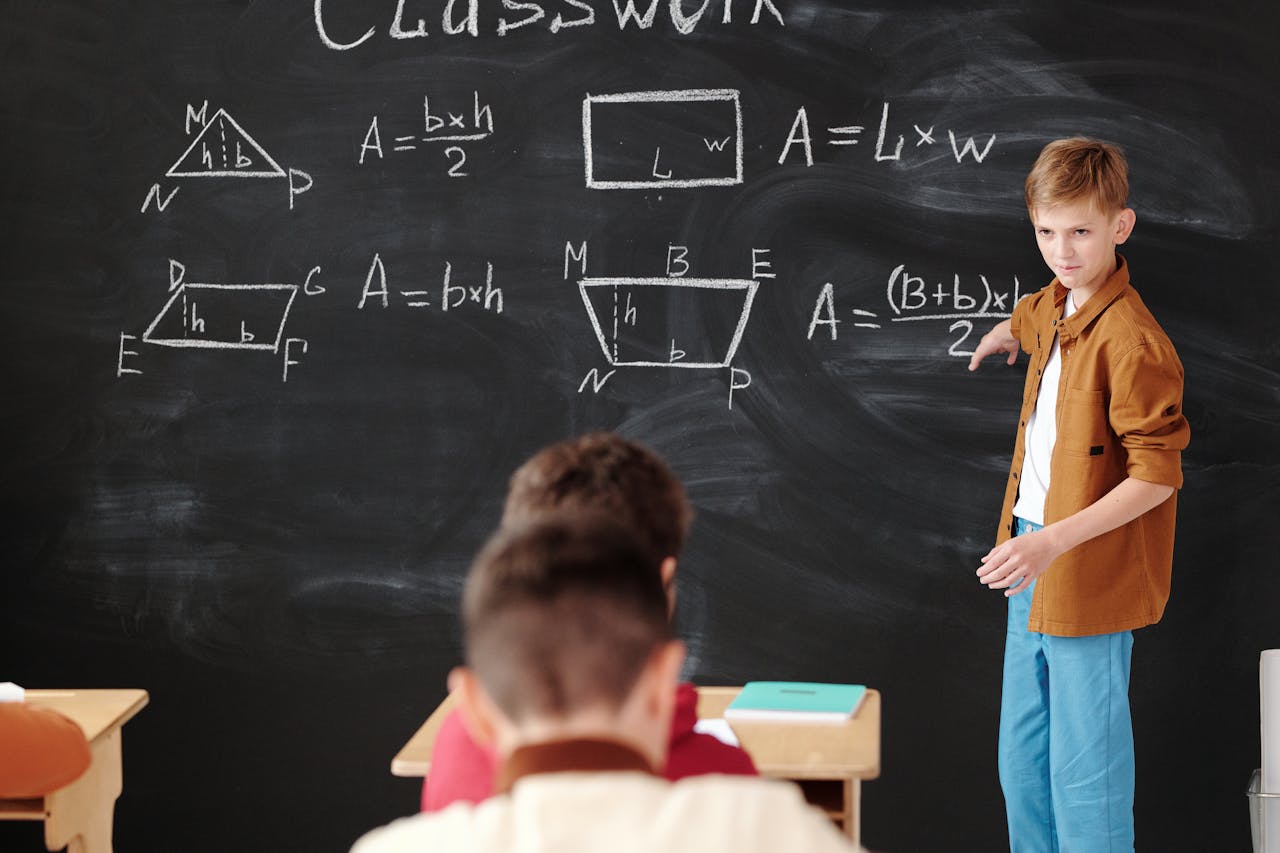 Classwork
M
h b
N P
A = b×h/2
L w
A = L×w
D G
h b
E F
A = b×h
M B E
h
b
N P
A = (B+b)×h/2